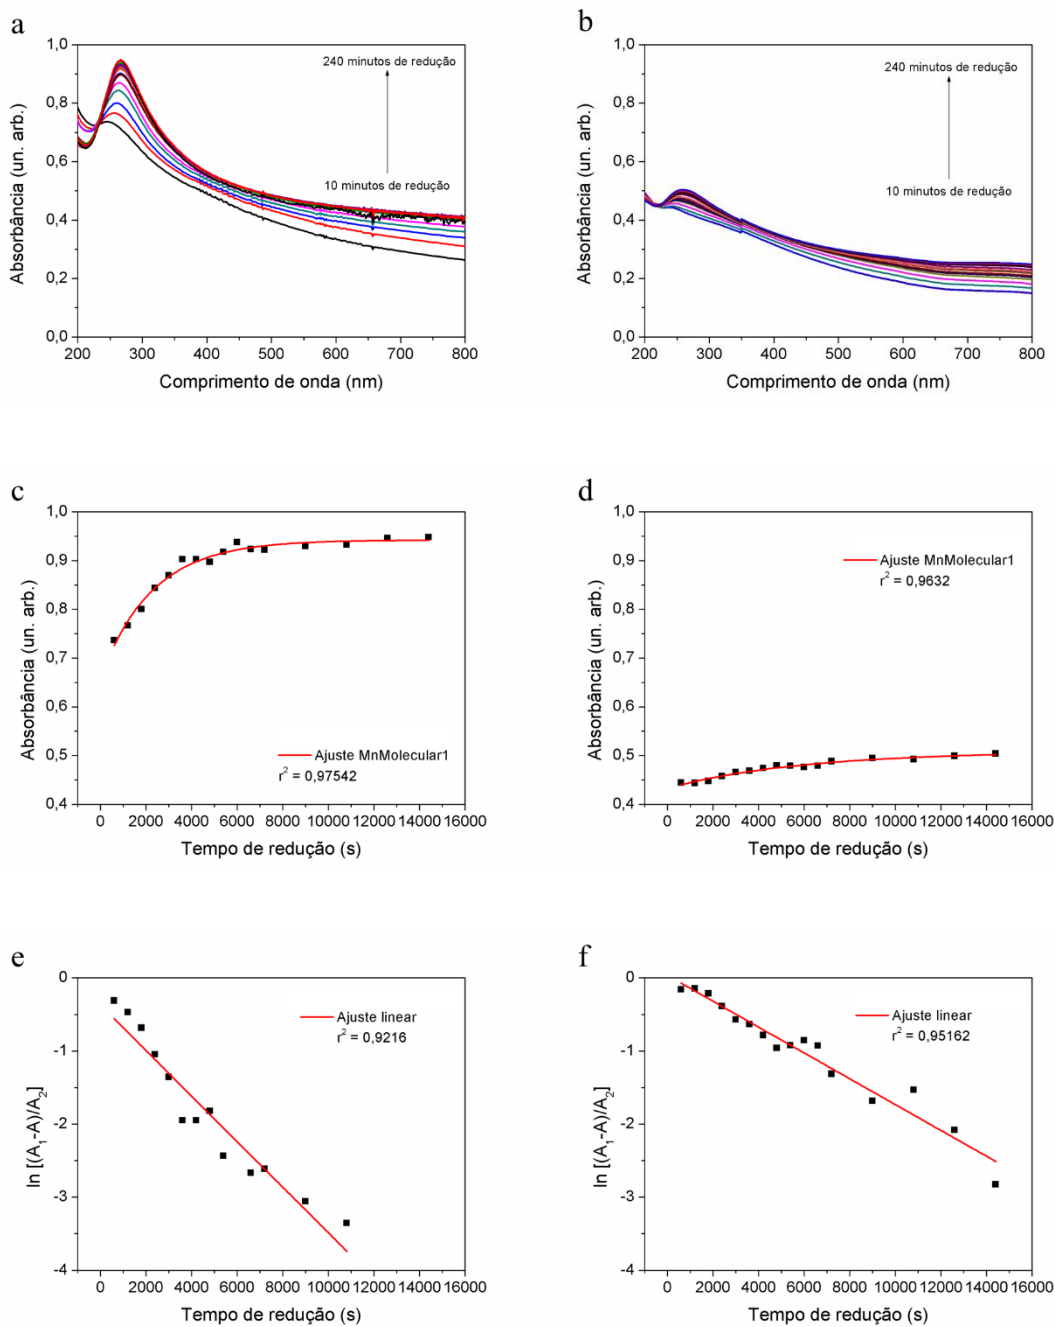 a
1,0
0,8
0,6
0,4
0,2
0,0
Absorbância (un. arb.)
240 minutos de redução
10 minutos de redução
200 300 400 500 600 700 800
Comprimento de onda (nm)
b
1,0
0,8
0,6
0,4
0,2
0,0
Absorbância (un. arb.)
240 minutos de redução
10 minutos de redução
200 300 400 500 600 700 800
Comprimento de onda (nm)
c
1,0
0,9
0,8
0,7
0,6
0,5
0,4
Absorbância (un. arb.)
Ajuste MnMolecular1
r² = 0,97542
0 2000 4000 6000 8000 10000 12000 14000 16000
Tempo de redução (s)
d
1,0
0,9
0,8
0,7
0,6
0,5
0,4
Absorbância (un. arb.)
Ajuste MnMolecular1
r² = 0,9632
0 2000 4000 6000 8000 10000 12000 14000 16000
Tempo de redução (s)
e
0
-1
-2
-3
-4
ln [(A₁-A)/A₂]
Ajuste linear
r² = 0,9216
0 2000 4000 6000 8000 10000 12000 14000 16000
Tempo de redução (s)
f
0
-1
-2
-3
-4
ln [(A₁-A)/A₂]
Ajuste linear
r² = 0,95162
0 2000 4000 6000 8000 10000 12000 14000 16000
Tempo de redução (s)